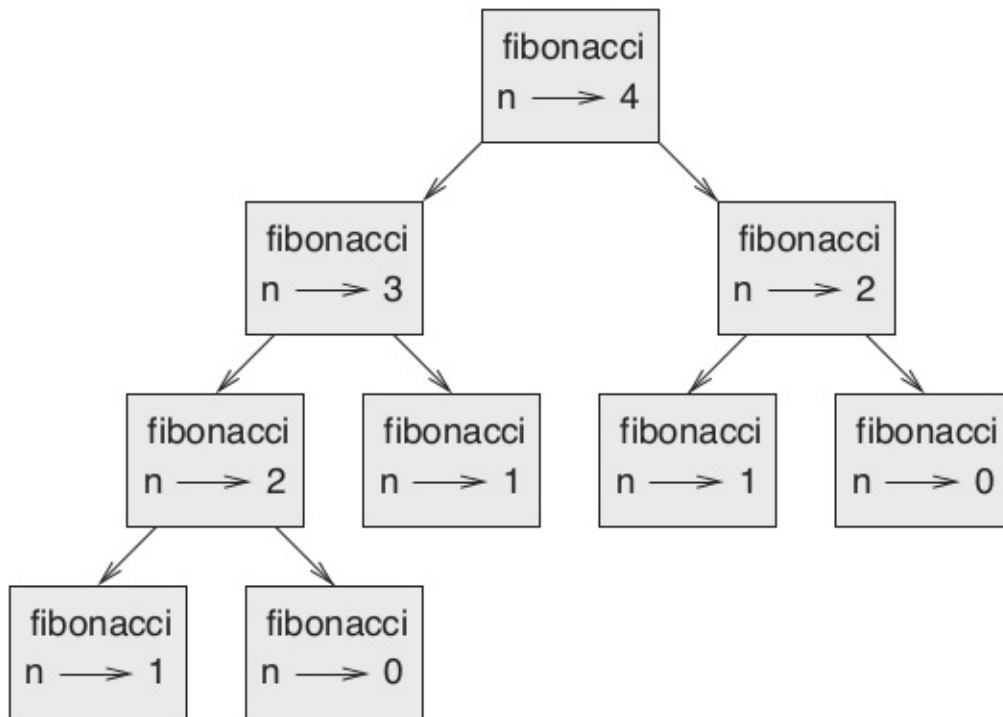 fibonacci
n → 4
fibonacci
n → 3
fibonacci
n → 2
fibonacci
n → 2
fibonacci
n → 1
fibonacci
n → 1
fibonacci
n → 0
fibonacci
n → 1
fibonacci
n → 0